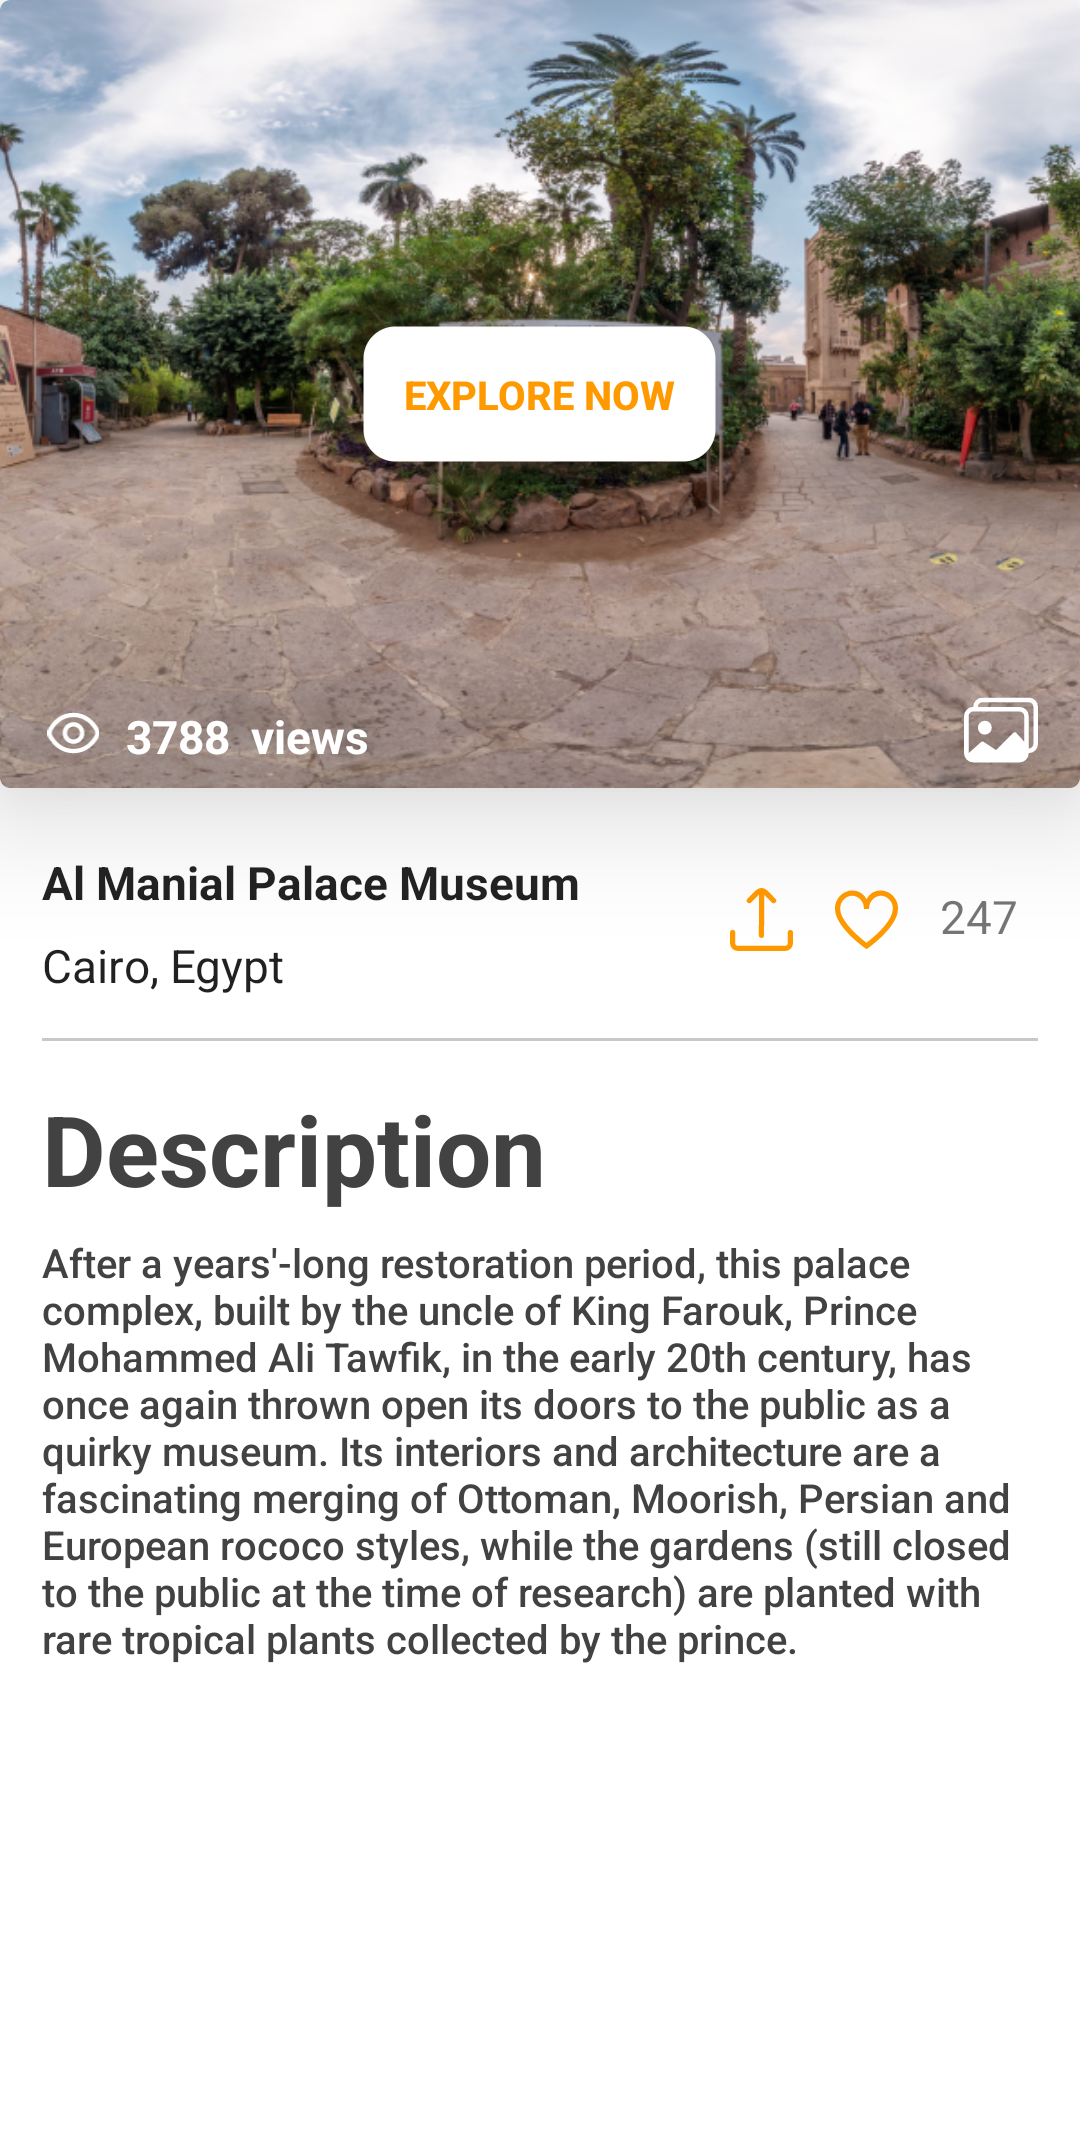 EXPLORE NOW
3788 views
Al Manial Palace Museum
247
Cairo, Egypt
Description
After a years'-long restoration period, this palace
complex, built by the uncle of King Farouk, Prince
Mohammed Ali Tawfik, in the early 20th century, has
once again thrown open its doors to the public as a
quirky museum. Its interiors and architecture are a
fascinating merging of Ottoman, Moorish, Persian and
European rococo styles, while the gardens (still closed
to the public at the time of research) are planted with
rare tropical plants collected by the prince.